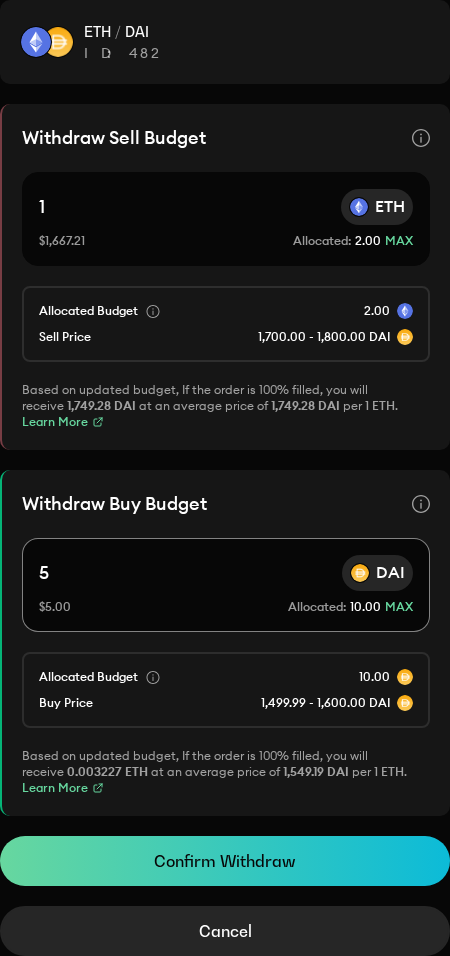 ETH / DAI
ID 482
Withdraw Sell Budget
1
ETH
$1,667.21
Allocated: 2.00 MAX
Allocated Budget
2.00
Sell Price
1,700.00 - 1,800.00 DAI
Based on updated budget, If the order is 100% filled, you will
receive 1,749.28 DAI at an average price of 1,749.28 DAI per 1 ETH.
Learn More
Withdraw Buy Budget
5
DAI
$5.00
Allocated: 10.00 MAX
Allocated Budget
10.00
Buy Price
1,499.99 - 1,600.00 DAI
Based on updated budget, If the order is 100% filled, you will
receive 0.003227 ETH at an average price of 1,549.19 DAI per 1 ETH.
Learn More
Confirm Withdraw
Cancel